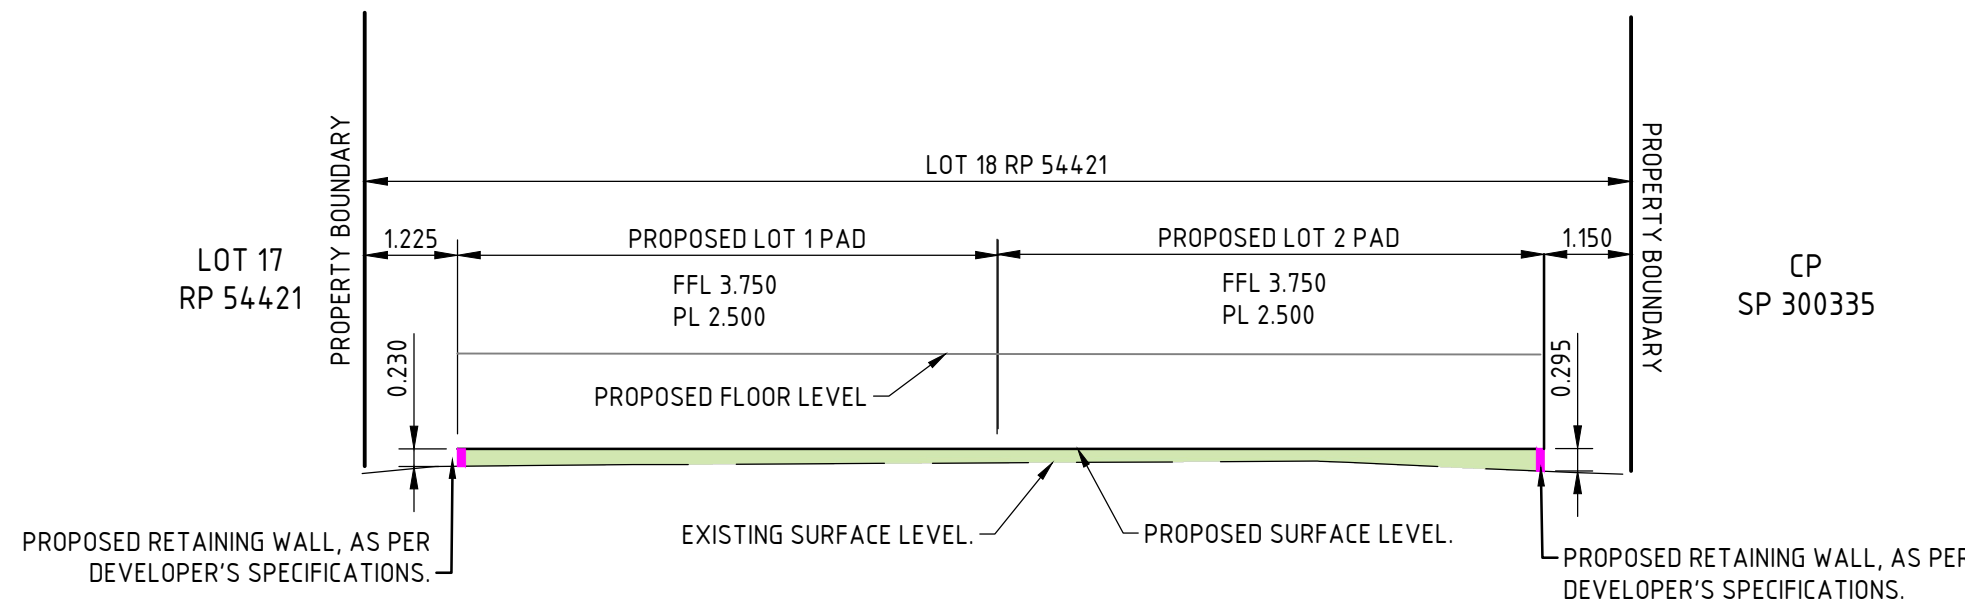 LOT 18 RP 54421
PROPERTY BOUNDARY
PROPERTY BOUNDARY
1.225
PROPOSED LOT 1 PAD
PROPOSED LOT 2 PAD
1.150
LOT 17
RP 54421
FFL 3.750
PL 2.500
FFL 3.750
PL 2.500
CP
SP 300335
0.230
0.295
PROPOSED FLOOR LEVEL
EXISTING SURFACE LEVEL.
PROPOSED SURFACE LEVEL.
PROPOSED RETAINING WALL, AS PER
DEVELOPER'S SPECIFICATIONS.
PROPOSED RETAINING WALL, AS PER
DEVELOPER'S SPECIFICATIONS.